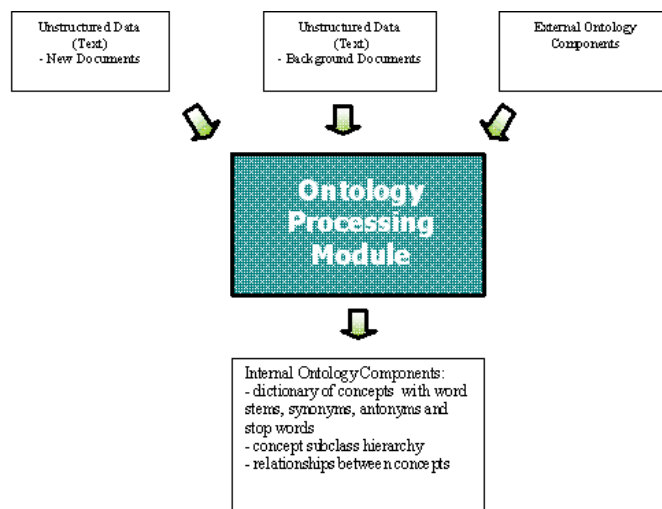 Unstructured Data
(Text)
- New Documents
Unstructured Data
(Text)
- Background Documents
External Ontology
Components
Ontology
Processing
Module
Internal Ontology Components:
- dictionary of concepts with word
stems, synonyms, antonyms and
stop words
- concept subclass hierarchy
- relationships between concepts